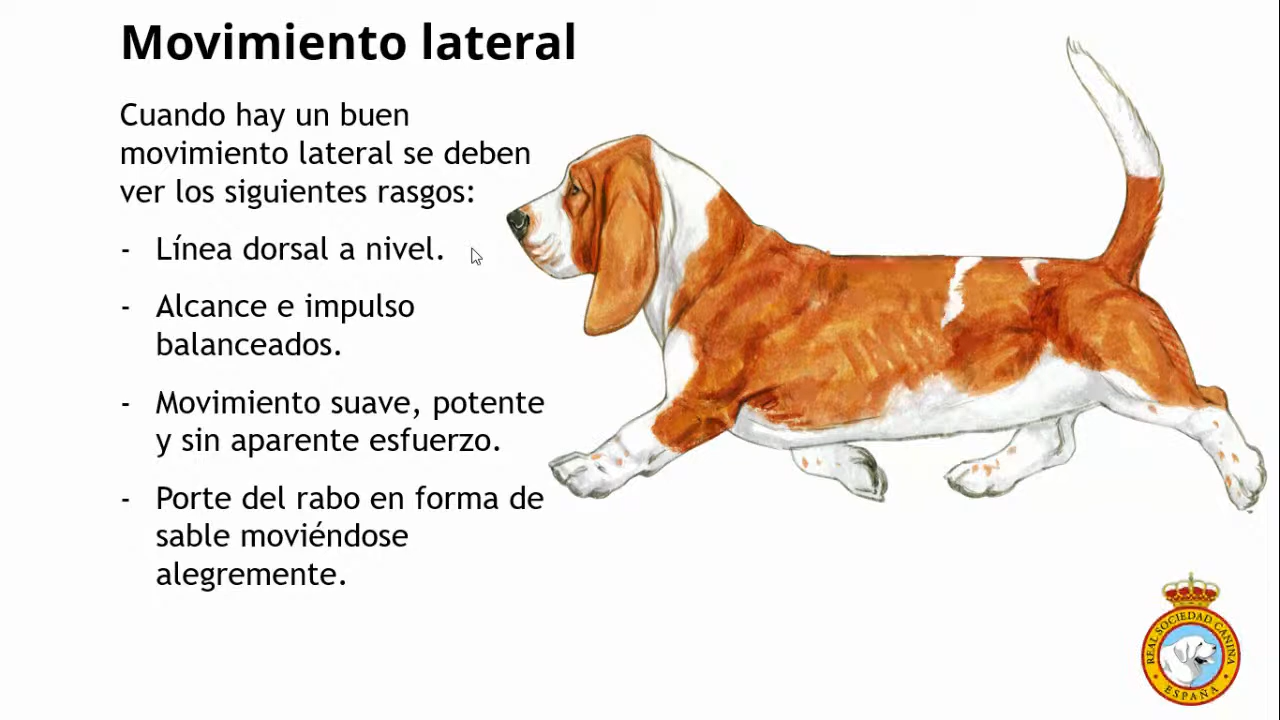 Movimiento lateral
Cuando hay un buen
movimiento lateral se deben
ver los siguientes rasgos:
- Línea dorsal a nivel.
- Alcance e impulso
balanceados.
- Movimiento suave, potente
y sin aparente esfuerzo.
- Porte del rabo en forma de
sable moviéndose
alegremente.
REAL SOCIEDAD CANINA
ESPAÑA